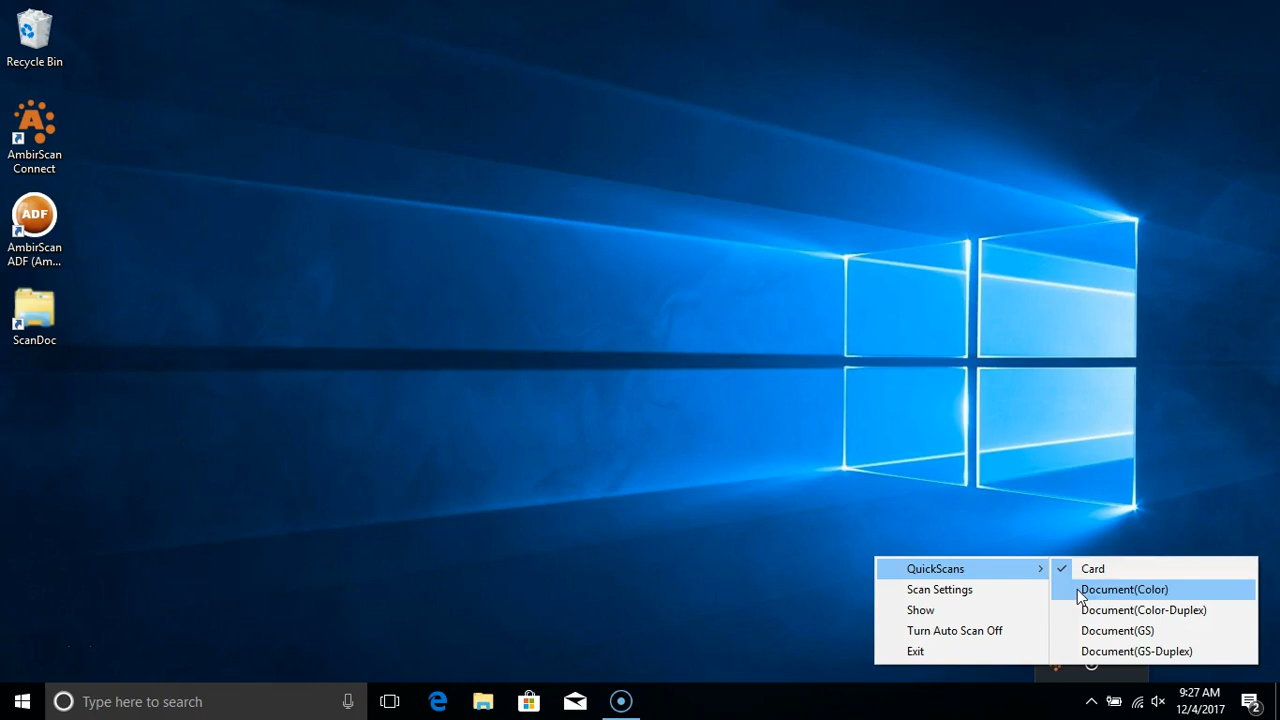 Recycle Bin
A
AmbirScan
Connect
ADF
AmbirScan
ADF (Am...
ScanDoc
QuickScans
Scan Settings
Show
Turn Auto Scan Off
Exit
Card
Document(Color)
Document(Color-Duplex)
Document(GS)
Document(GS-Duplex)
Type here to search
9:27 AM
12/4/2017
2